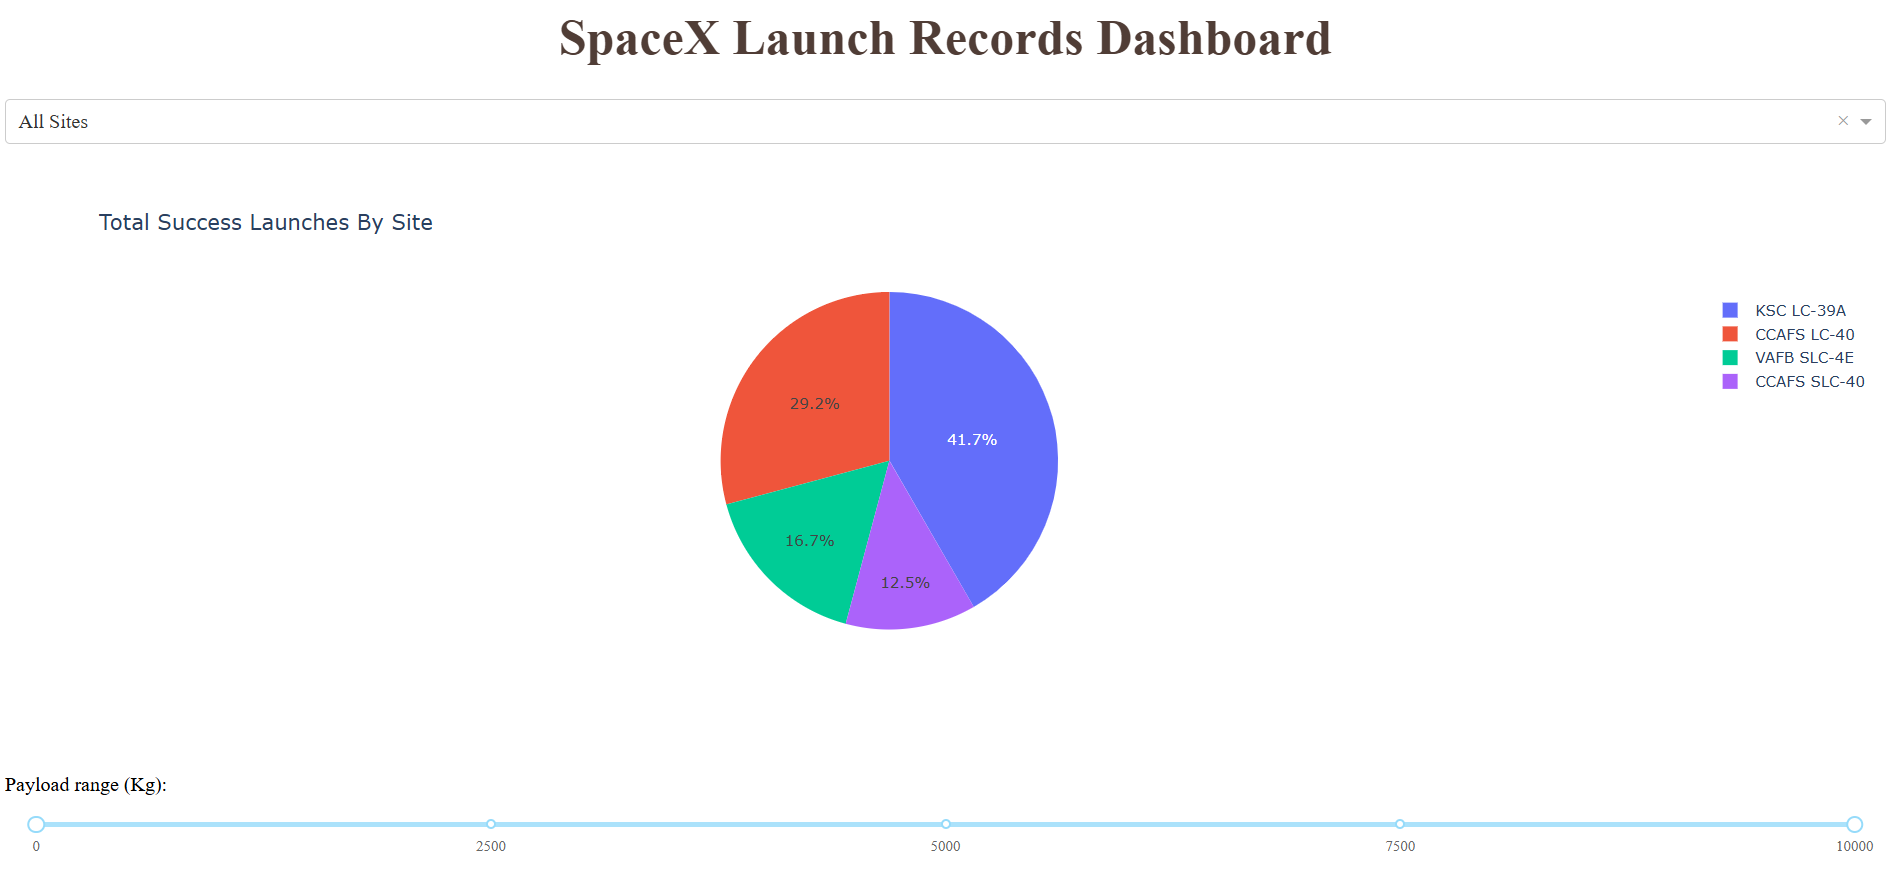 SpaceX Launch Records Dashboard
All Sites
Total Success Launches By Site
KSC LC-39A
CCAFS LC-40
VAFB SLC-4E
CCAFS SLC-40
29.2%
41.7%
16.7%
12.5%
Payload range (Kg):
0 2500 5000 7500 10000